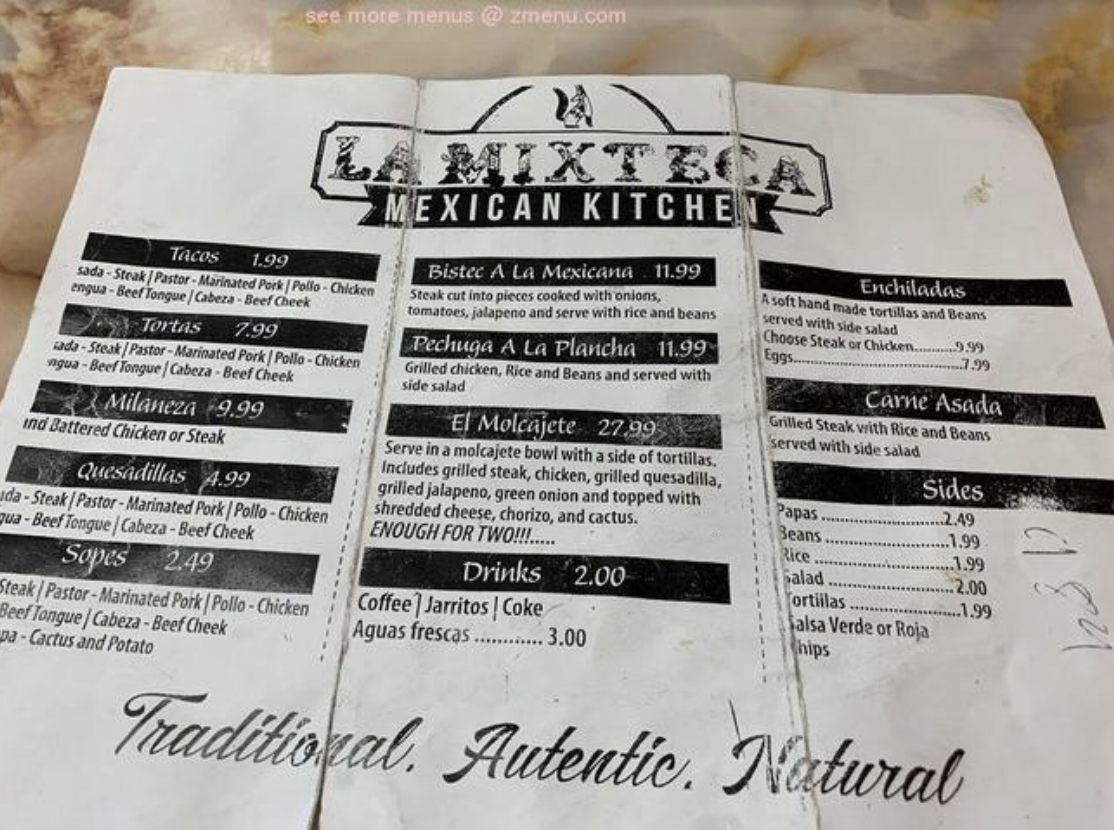 see more menus @ zmenu.com
LA MIXTECA
MEXICAN KITCHEN
Tacos 1.99
sada - Steak | Pastor - Marinated Pork | Pollo - Chicken
engua - Beef Tongue | Cabeza - Beef Cheek
Tortas 7.99
sada - Steak | Pastor - Marinated Pork | Pollo - Chicken
ngua - Beef Tongue | Cabeza - Beef Cheek
Milaneza 9.99
and Battered Chicken or Steak
Quesadillas 4.99
ada - Steak | Pastor - Marinated Pork | Pollo - Chicken
gua - Beef Tongue | Cabeza - Beef Cheek
Sopes 2.49
Steak | Pastor - Marinated Pork | Pollo - Chicken
Beef Tongue | Cabeza - Beef Cheek
pa - Cactus and Potato
Bistec A La Mexicana 11.99
Steak cut into pieces cooked with onions,
tomatoes, jalapeno and serve with rice and beans
Pechuga A La Plancha 11.99
Grilled chicken, Rice and Beans and served with
side salad
El Molcajete 27.99
Serve in a molcajete bowl with a side of tortillas.
Includes grilled steak, chicken, grilled quesadilla,
grilled jalapeno, green onion and topped with
shredded cheese, chorizo, and cactus.
ENOUGH FOR TWO!!!.....
Drinks 2.00
Coffee | Jarritos | Coke
Aguas frescas ............ 3.00
Enchiladas
A soft hand made tortillas and Beans
served with side salad
Choose Steak or Chicken..........9.99
Eggs..........................................7.99
Carne Asada
Grilled Steak with Rice and Beans
served with side salad
Sides
Papas ..........................2.49
Beans ..........................1.99
Rice ..............................1.99
Salad ...........................2.00
Tortillas ........................1.99
Salsa Verde or Roja
hips
Traditional. Autentic. Natural